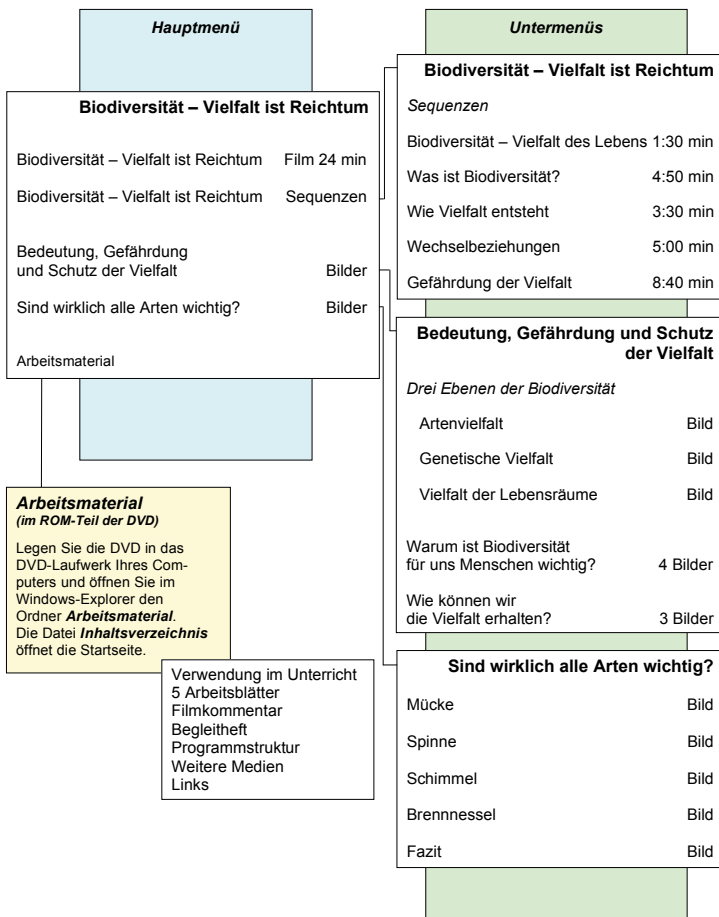 Hauptmenü
Biodiversität – Vielfalt ist Reichtum
Biodiversität – Vielfalt ist Reichtum Film 24 min
Biodiversität – Vielfalt ist Reichtum Sequenzen
Bedeutung, Gefährdung
und Schutz der Vielfalt Bilder
Sind wirklich alle Arten wichtig? Bilder
Arbeitsmaterial
Arbeitsmaterial
(im ROM-Teil der DVD)
Legen Sie die DVD in das
DVD-Laufwerk Ihres Com-
puters und öffnen Sie im
Windows-Explorer den
Ordner Arbeitsmaterial.
Die Datei Inhaltsverzeichnis
öffnet die Startseite.
Verwendung im Unterricht
5 Arbeitsblätter
Filmkommentar
Begleitheft
Programmstruktur
Weitere Medien
Links
Untermenüs
Biodiversität – Vielfalt ist Reichtum
Sequenzen
Biodiversität – Vielfalt des Lebens 1:30 min
Was ist Biodiversität? 4:50 min
Wie Vielfalt entsteht 3:30 min
Wechselbeziehungen 5:00 min
Gefährdung der Vielfalt 8:40 min
Bedeutung, Gefährdung und Schutz
der Vielfalt
Drei Ebenen der Biodiversität
Artenvielfalt Bild
Genetische Vielfalt Bild
Vielfalt der Lebensräume Bild
Warum ist Biodiversität
für uns Menschen wichtig? 4 Bilder
Wie können wir
die Vielfalt erhalten? 3 Bilder
Sind wirklich alle Arten wichtig?
Mücke Bild
Spinne Bild
Schimmel Bild
Brennnessel Bild
Fazit Bild